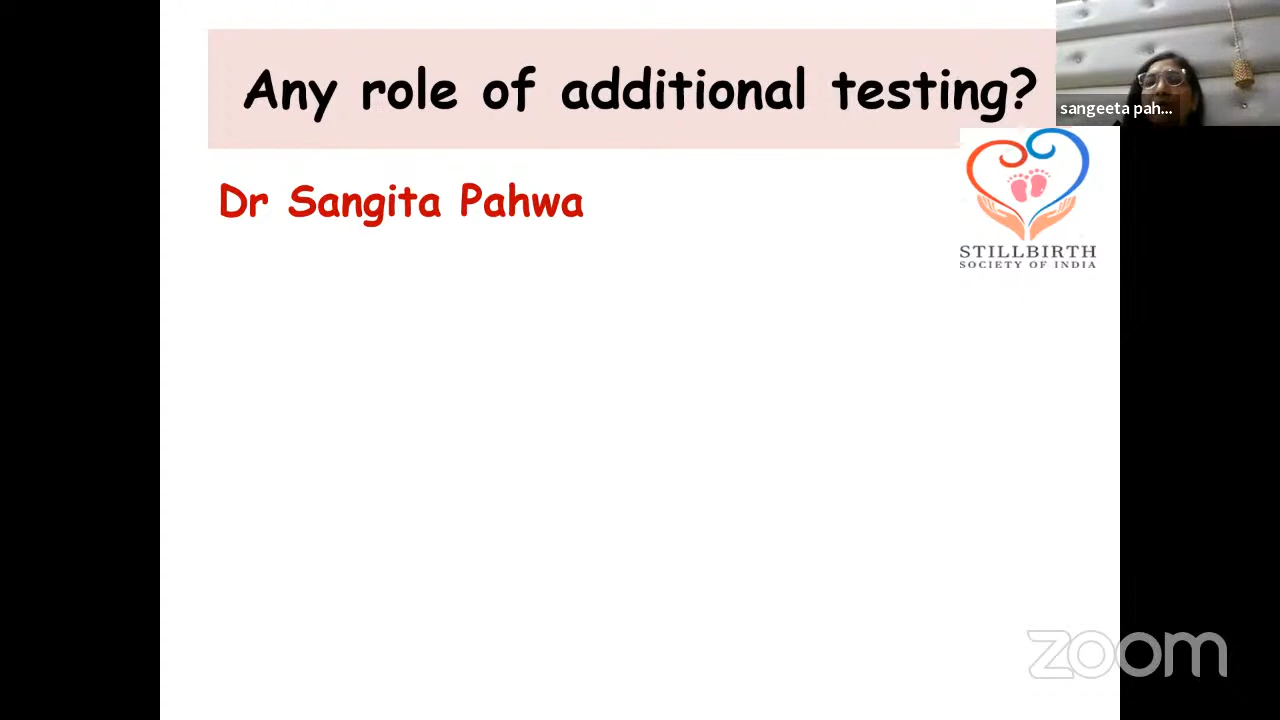 Any role of additional testing?
sangeeta pah...
Dr Sangita Pahwa
STILLBIRTH
SOCIETY OF INDIA
zoom